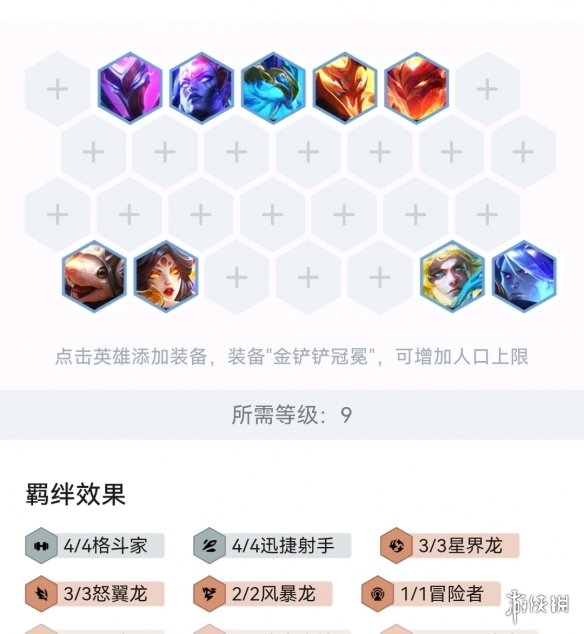 点击英雄添加装备，装备"金铲铲冠冕"，可增加人口上限
所需等级：9
羁绊效果
4/4格斗家 4/4迅捷射手 3/3星界龙
3/3怒翼龙 2/2风暴龙 1/1冒险者
游侠网